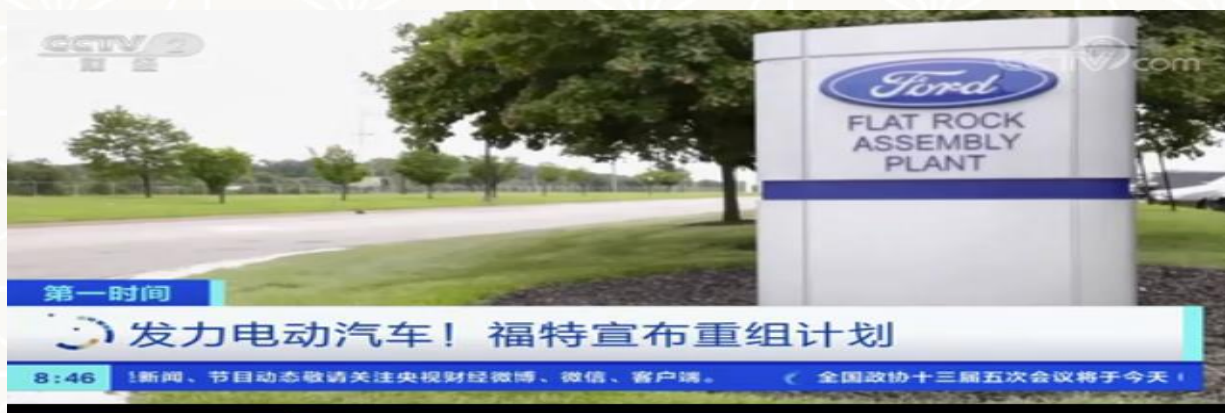 CCTV 2
财经
CCTV.com
Ford
FLAT ROCK
ASSEMBLY
PLANT
第一时间
发力电动汽车！福特宣布重组计划
8:46 新闻、节目动态敬请关注央视财经微博、微信、客户端。 《 全国政协十三届五次会议将于今天（